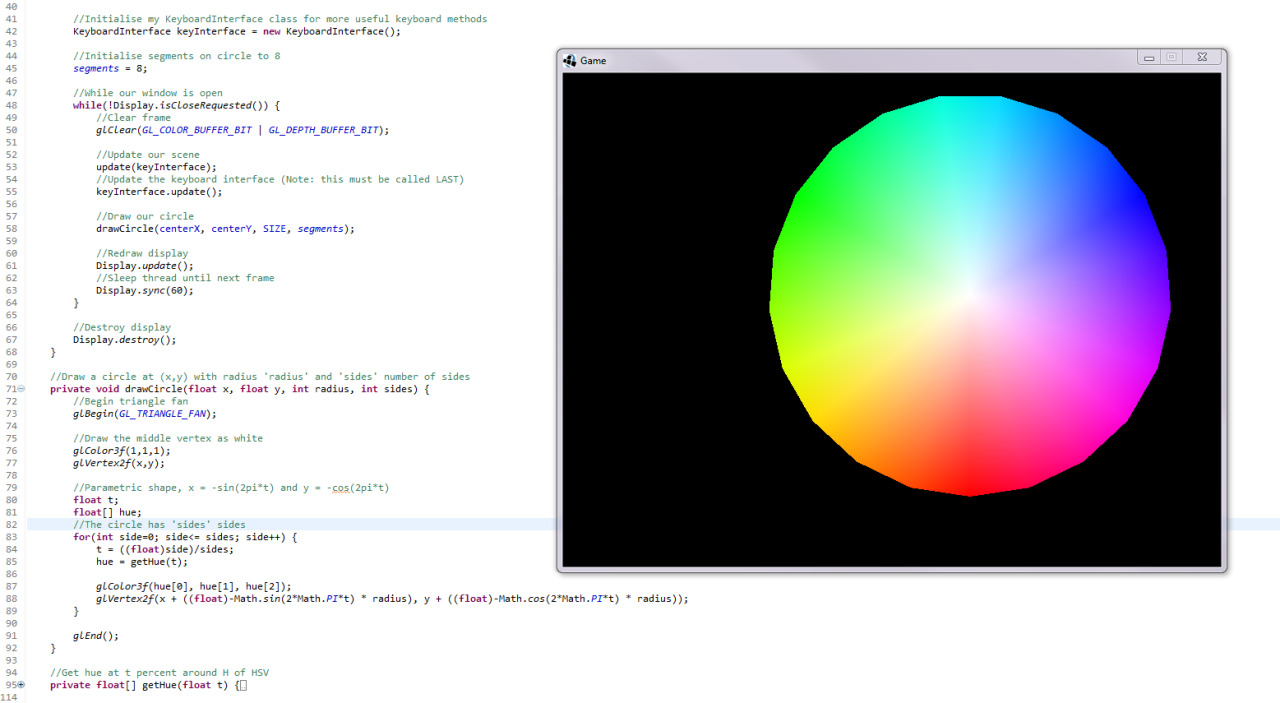 40
41 //Initialise my KeyboardInterface class for more useful keyboard methods
42 KeyboardInterface keyInterface = new KeyboardInterface();
43
44 //Initialise segments on circle to 8
45 segments = 8;
46
47 //While our window is open
48 while(!Display.isCloseRequested()) {
49 //Clear frame
50 glClear(GL_COLOR_BUFFER_BIT | GL_DEPTH_BUFFER_BIT);
51
52 //Update our scene
53 update(keyInterface);
54 //Update the keyboard interface (Note: this must be called LAST)
55 keyInterface.update();
56
57 //Draw our circle
58 drawCircle(centerX, centerY, SIZE, segments);
59
60 //Redraw display
61 Display.update();
62 //Sleep thread until next frame
63 Display.sync(60);
64 }
65
66 //Destroy display
67 Display.destroy();
68 }
69
70 //Draw a circle at (x,y) with radius 'radius' and 'sides' number of sides
71 private void drawCircle(float x, float y, int radius, int sides) {
72 //Begin triangle fan
73 glBegin(GL_TRIANGLE_FAN);
74
75 //Draw the middle vertex as white
76 glColor3f(1,1,1);
77 glVertex2f(x,y);
78
79 //Parametric shape, x = -sin(2pi*t) and y = -cos(2pi*t)
80 float t;
81 float[] hue;
82 //The circle has 'sides' sides
83 for(int side=0; side<= sides; side++) {
84 t = ((float)side)/sides;
85 hue = getHue(t);
86
87 glColor3f(hue[0], hue[1], hue[2]);
88 glVertex2f(x + ((float)-Math.sin(2*Math.PI*t) * radius), y + ((float)-Math.cos(2*Math.PI*t) * radius));
89 }
90
91 glEnd();
92 }
93
94 //Get hue at t percent around H of HSV
95 private float[] getHue(float t) {
114
Game